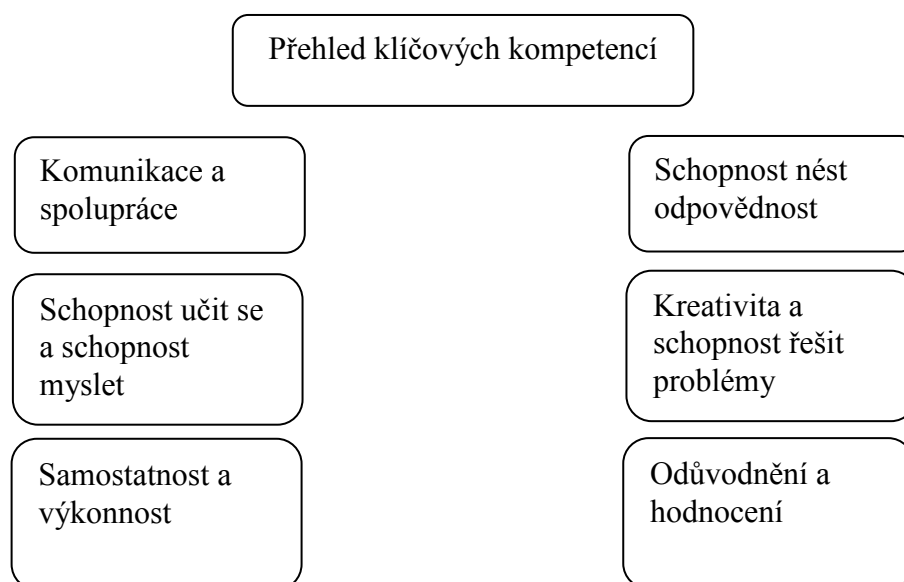 Přehled klíčových kompetencí
Komunikace a
spolupráce
Schopnost nést
odpovědnost
Schopnost učit se
a schopnost
myslet
Kreativita a
schopnost řešit
problémy
Samostatnost a
výkonnost
Odůvodnění a
hodnocení